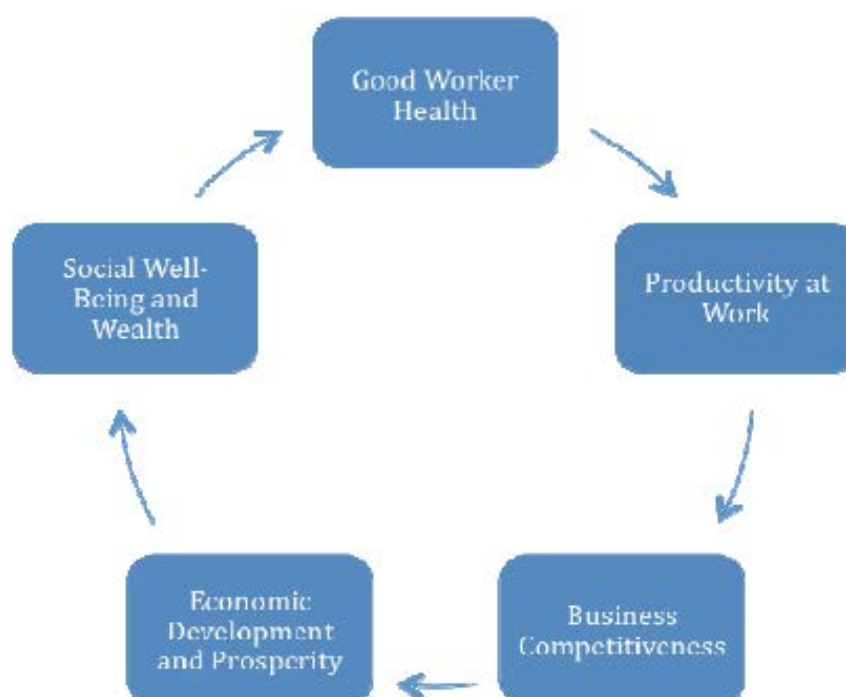 Good Worker
Health
Productivity at
Work
Business
Competitiveness
Economic
Development
and Prosperity
Social Well-
Being and
Wealth